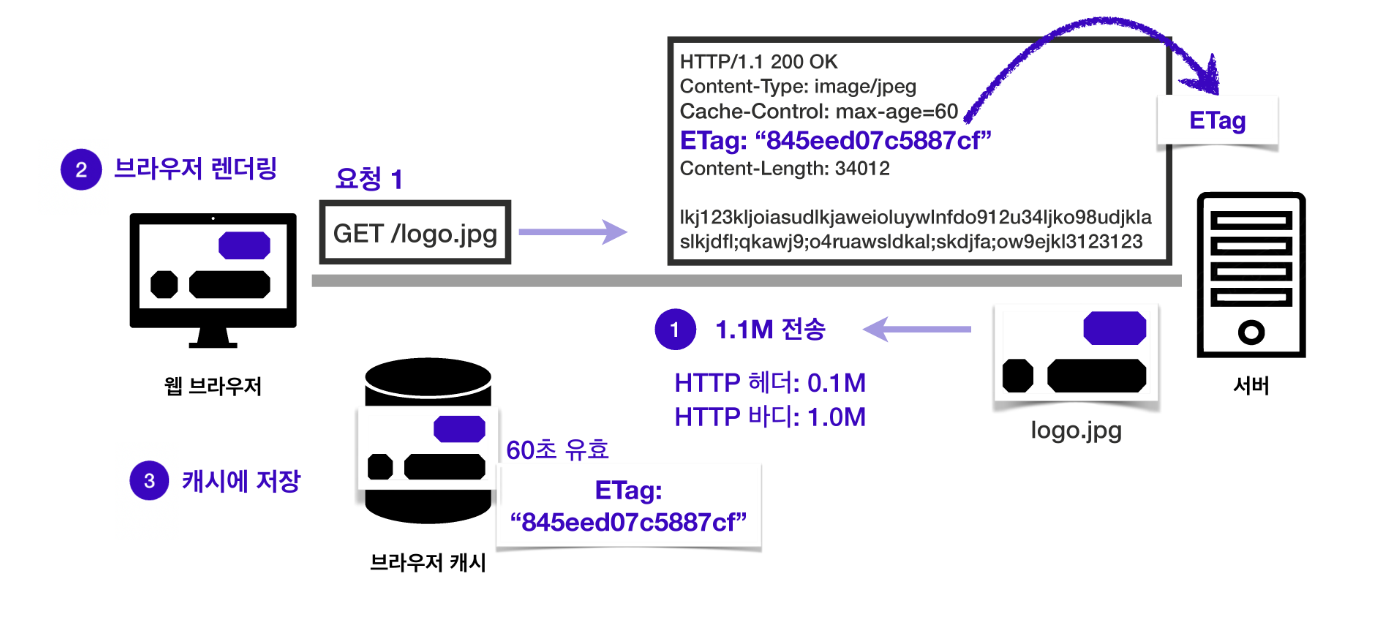 HTTP/1.1 200 OK
Content-Type: image/jpeg
Cache-Control: max-age=60
ETag: “845eed07c5887cf”
Content-Length: 34012
lkj123kljoiasudlkjaweioluywlnfdo912u34ljko98udjkla
slkjdfl;qkawj9;o4ruawsldkal;skdjfa;ow9ejkl3123123
ETag
2 브라우저 렌더링
요청 1
GET /logo.jpg
웹 브라우저
1 1.1M 전송
HTTP 헤더: 0.1M
HTTP 바디: 1.0M
logo.jpg
서버
3 캐시에 저장
60초 유효
ETag:
“845eed07c5887cf”
브라우저 캐시